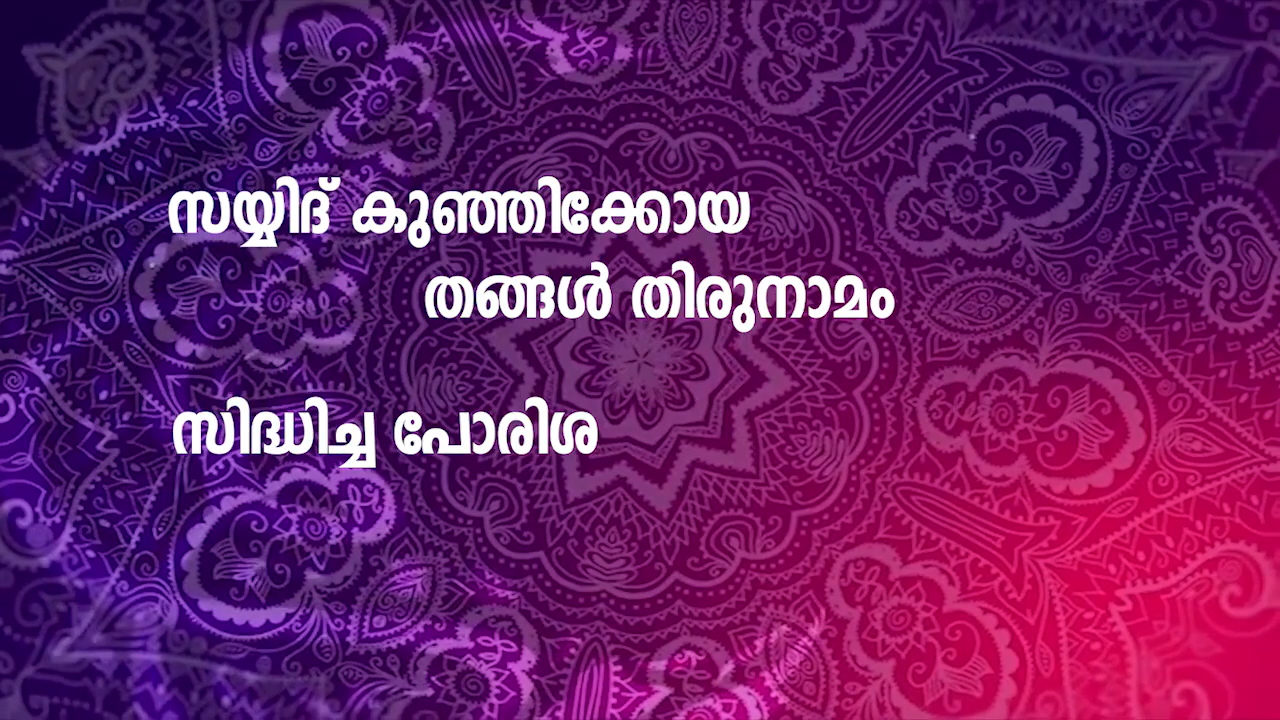 സയ്യിദ് കുഞ്ഞിക്കോയ
തങ്ങൾ തിരുനാമം
സിദ്ധിച്ച പോരിശ